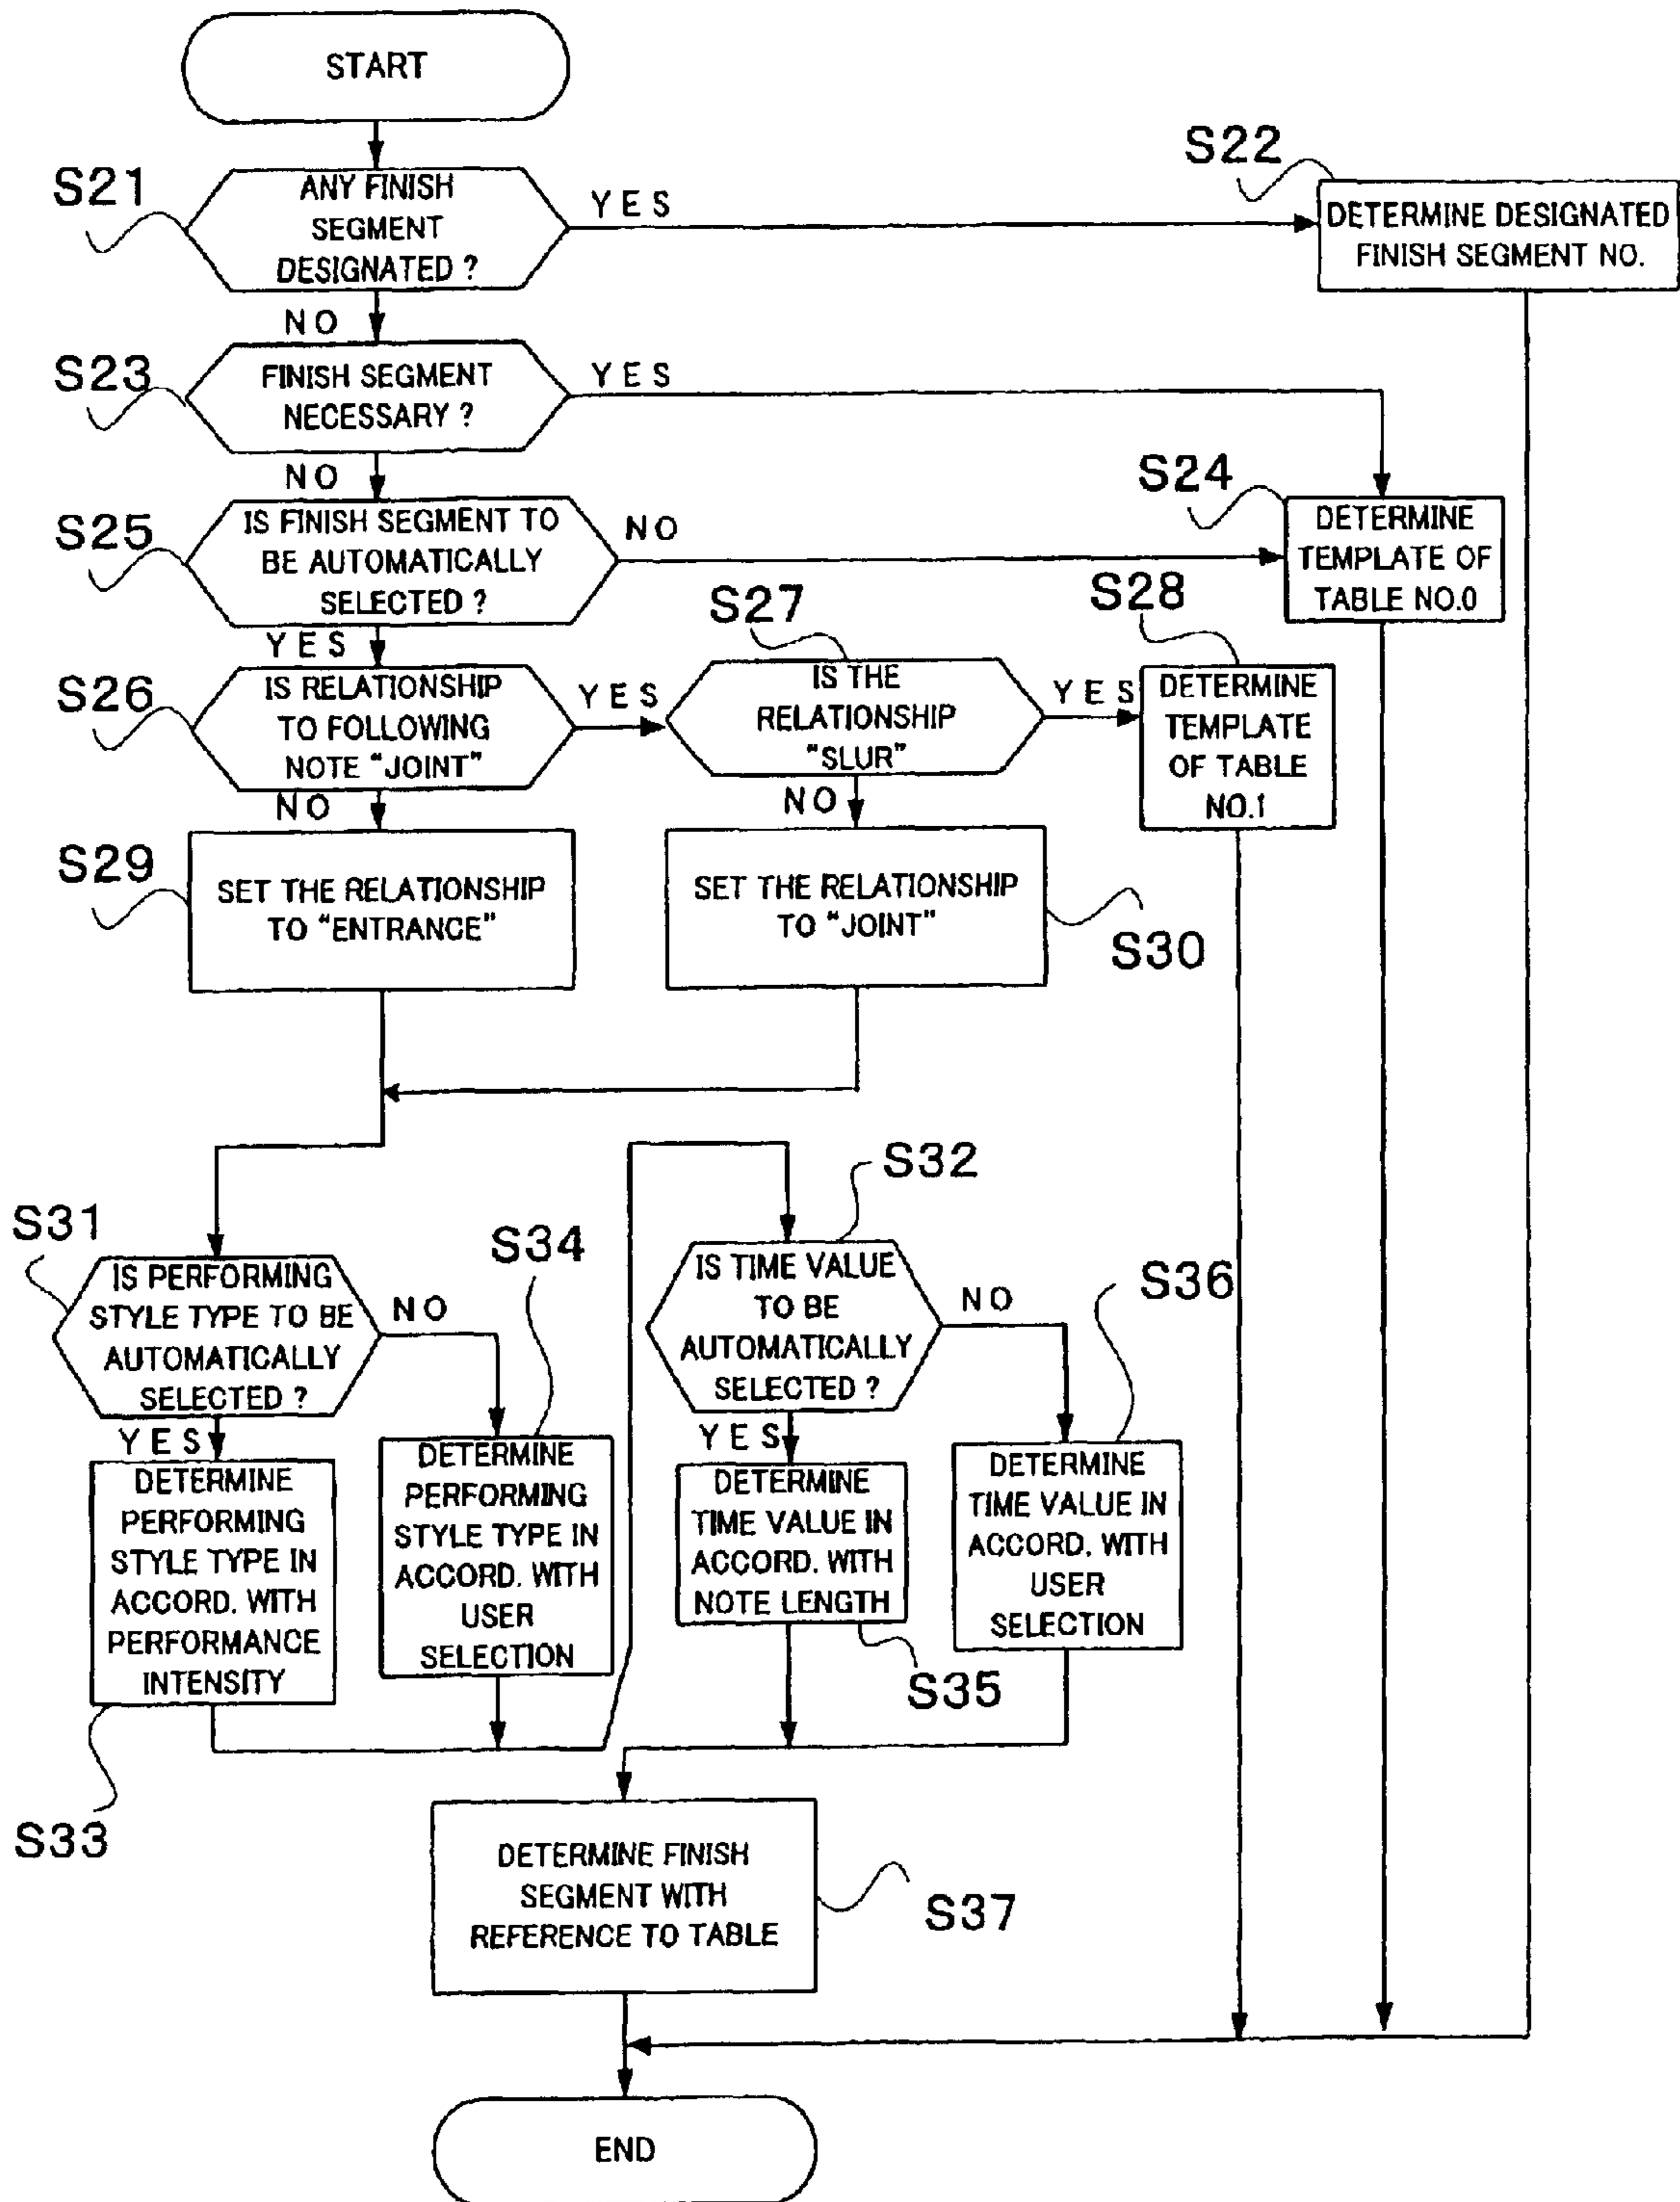 START
S21
ANY FINISH
SEGMENT
DESIGNATED ?
YES
S22
DETERMINE DESIGNATED
FINISH SEGMENT NO.
NO
S23
FINISH SEGMENT
NECESSARY ?
YES
NO
S24
DETERMINE
TEMPLATE OF
TABLE NO.0
S25
IS FINISH SEGMENT TO
BE AUTOMATICALLY
SELECTED ?
NO
YES
S26
IS RELATIONSHIP
TO FOLLOWING
NOTE “JOINT”
YES
S27
IS THE
RELATIONSHIP
“SLUR”
YES
S28
DETERMINE
TEMPLATE
OF TABLE
NO.1
NO
NO
S29
SET THE RELATIONSHIP
TO “ENTRANCE”
SET THE RELATIONSHIP
TO “JOINT”
S30
S31
IS PERFORMING
STYLE TYPE TO BE
AUTOMATICALLY
SELECTED ?
NO
YES
S34
DETERMINE
PERFORMING
STYLE TYPE IN
ACCORD. WITH
USER
SELECTION
S32
IS TIME VALUE
TO BE
AUTOMATICALLY
SELECTED ?
NO
YES
S36
DETERMINE
TIME VALUE IN
ACCORD. WITH
USER
SELECTION
DETERMINE
PERFORMING
STYLE TYPE IN
ACCORD. WITH
PERFORMANCE
INTENSITY
S33
DETERMINE
TIME VALUE IN
ACCORD. WITH
NOTE LENGTH
S35
DETERMINE FINISH
SEGMENT WITH
REFERENCE TO TABLE
S37
END